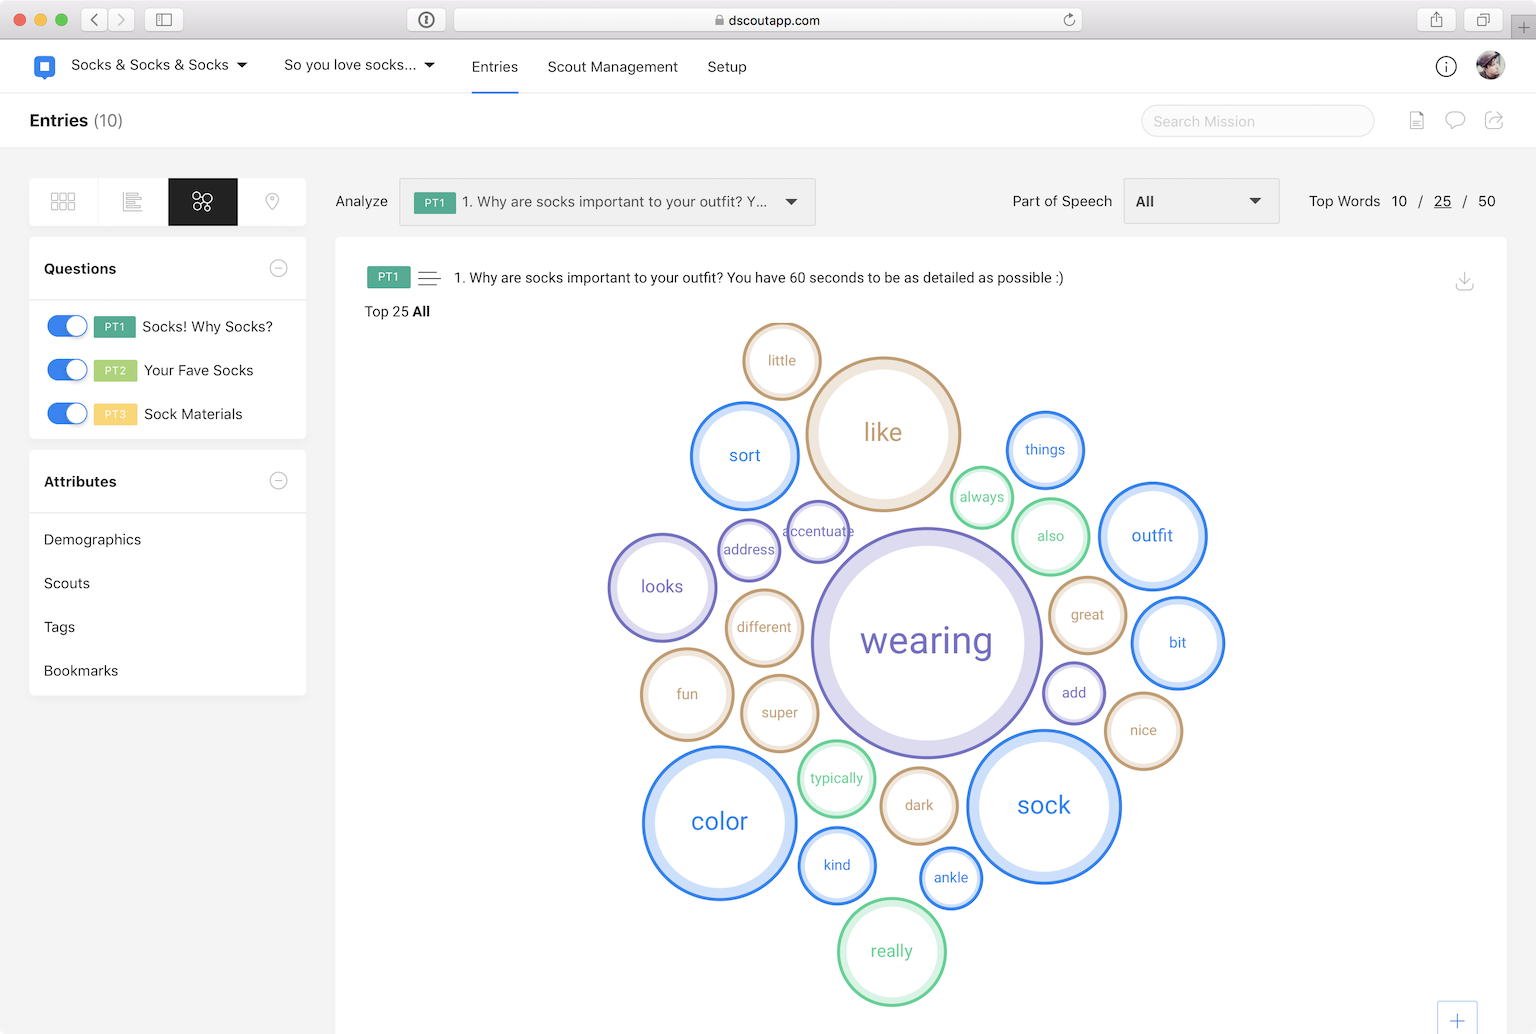 dscoutapp.com
Socks & Socks & Socks
So you love socks...
Entries
Scout Management
Setup
Entries (10)
Search Mission
Analyze
PT1 1. Why are socks important to your outfit? Y...
Part of Speech
All
Top Words 10 / 25 / 50
Questions
PT1 Socks! Why Socks?
PT2 Your Fave Socks
PT3 Sock Materials
Attributes
Demographics
Scouts
Tags
Bookmarks
PT1 1. Why are socks important to your outfit? You have 60 seconds to be as detailed as possible :)
Top 25 All
little
like
things
sort
always
accentuate
also
outfit
address
looks
different
great
wearing
bit
fun
add
super
nice
typically
dark
sock
color
kind
ankle
really